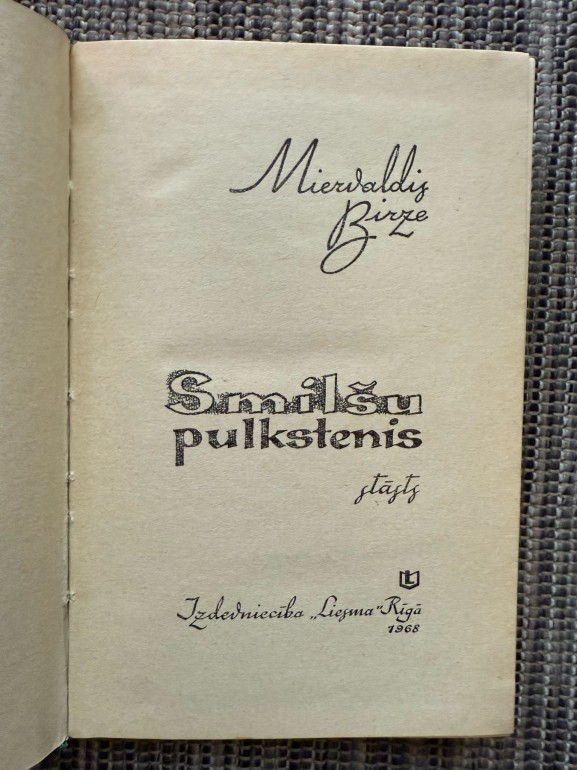 Miervaldis
Birze
Smilšu
pulkstenis
stāsts
Izdevniecība „Liesma“ Rīgā
1968